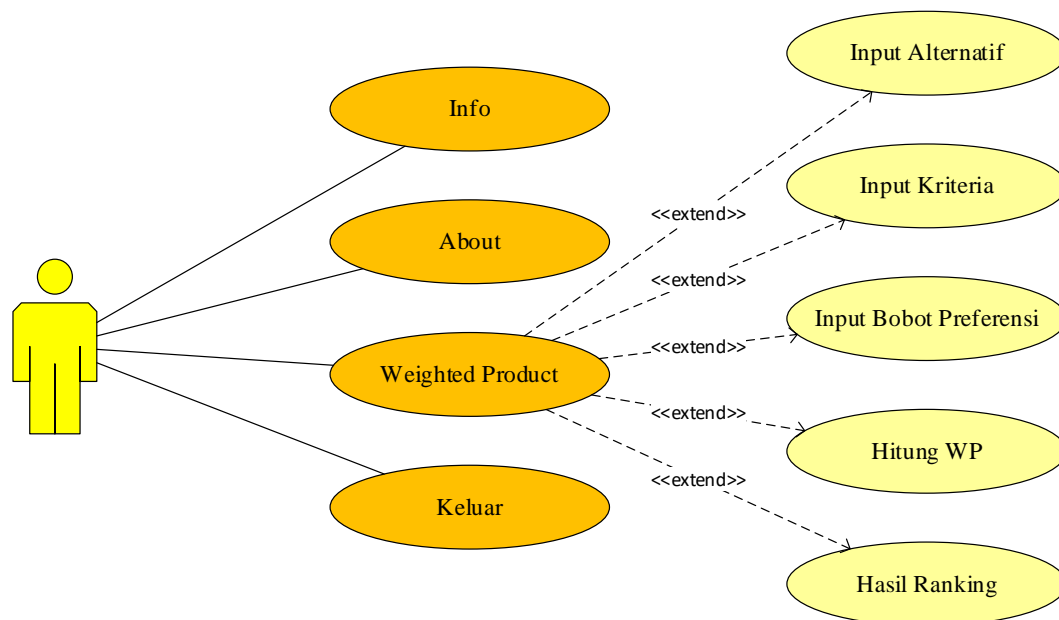 Info
About
Weighted Product
Keluar
<<extend>>
<<extend>>
<<extend>>
<<extend>>
<<extend>>
Input Alternatif
Input Kriteria
Input Bobot Preferensi
Hitung WP
Hasil Ranking